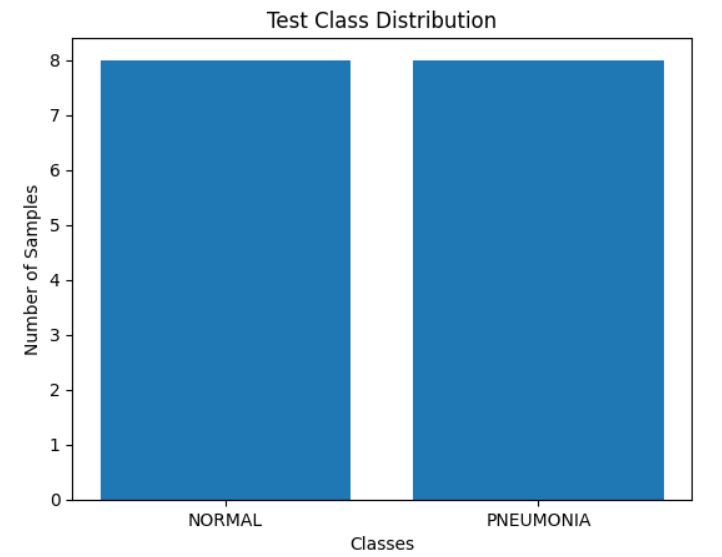 Test Class Distribution
Number of Samples
8
7
6
5
4
3
2
1
0
NORMAL PNEUMONIA
Classes